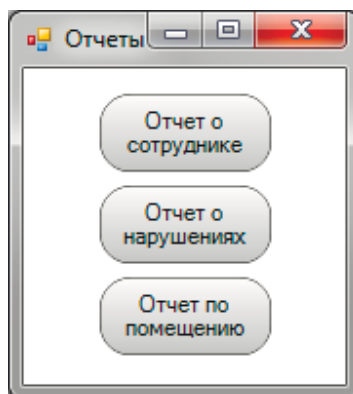 Отчеты
Отчет о
сотруднике
Отчет о
нарушениях
Отчет по
помещению